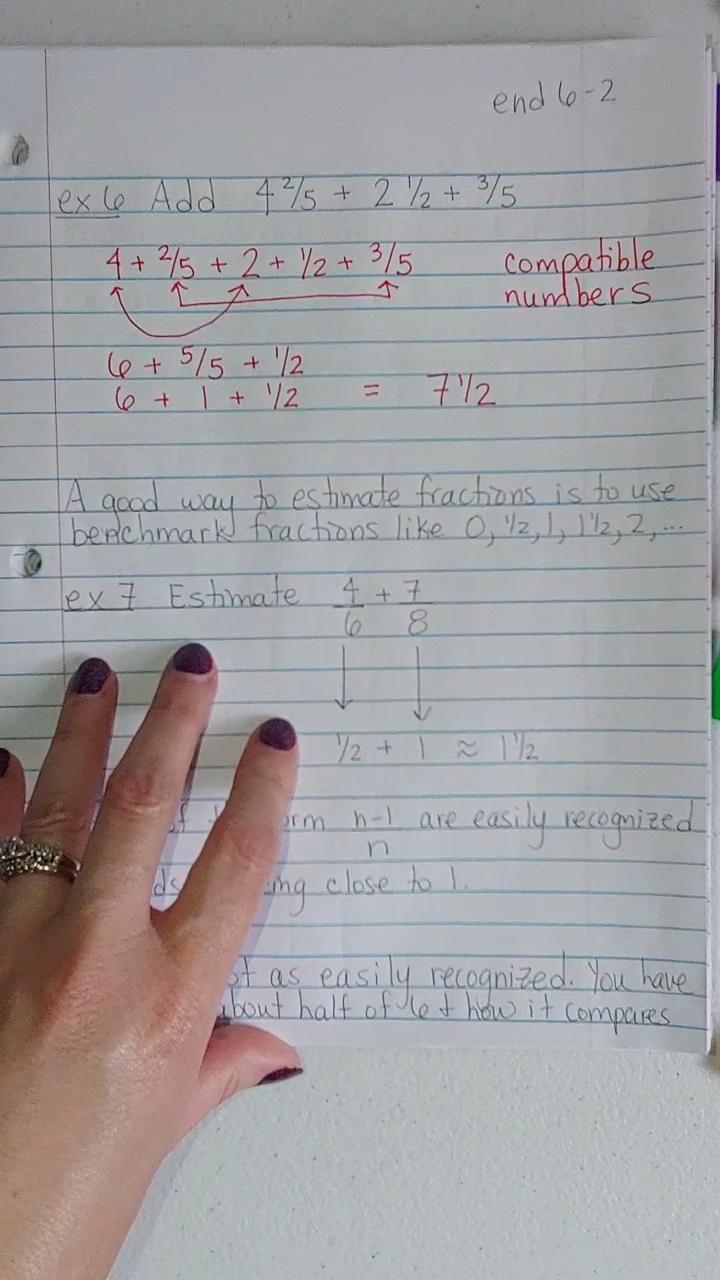 end 6-2
ex 6 Add 4 2/5 + 2 1/2 + 3/5
4 + 2/5 + 2 + 1/2 + 3/5 compatible
numbers
6 + 5/5 + 1/2
6 + 1 + 1/2 = 7 1/2
A good way to estimate fractions is to use
benchmark fractions like 0, 1/2, 1, 1 1/2, 2, ...
ex 7 Estimate 4/6 + 7/8
1/2 + 1 ≈ 1 1/2
n-1 are easily recognized
n
close to 1.
as easily recognized. You have
half of 6 & how it compares